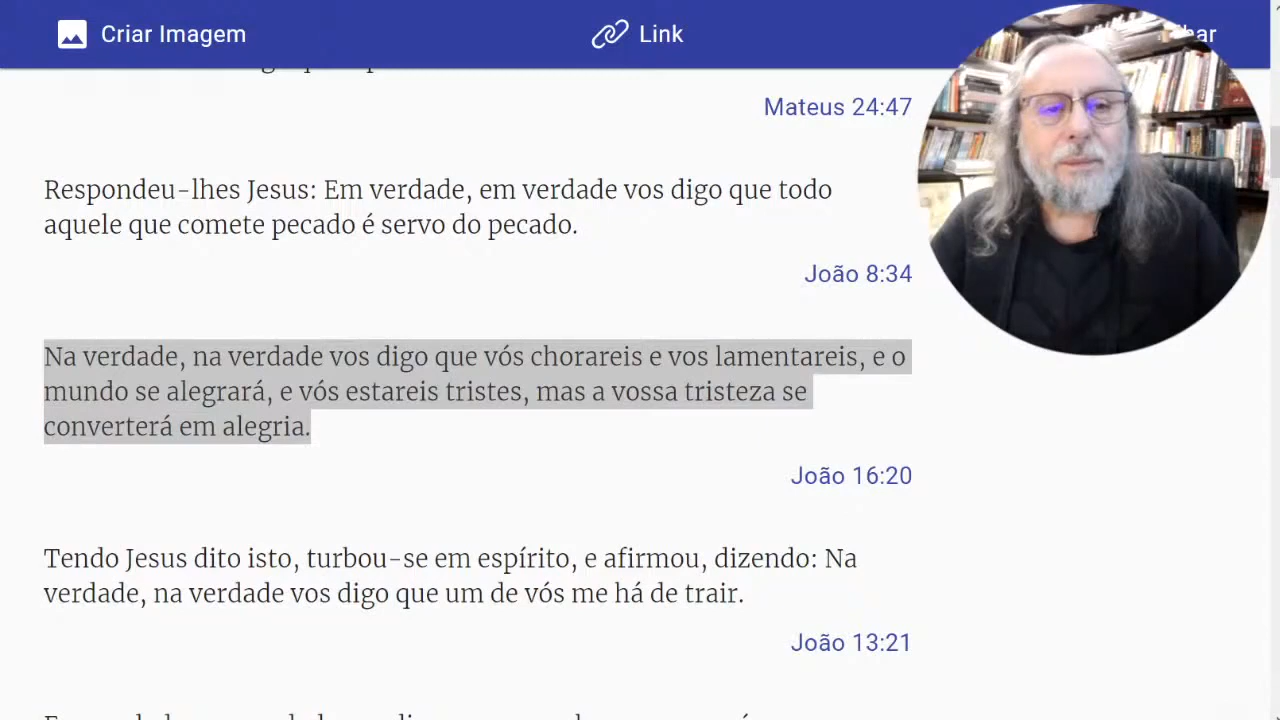 Criar Imagem
Link
Mateus 24:47
Respondeu-lhes Jesus: Em verdade, em verdade vos digo que todo
aquele que comete pecado é servo do pecado.
João 8:34
Na verdade, na verdade vos digo que vós chorareis e vos lamentareis, e o
mundo se alegrará, e vós estareis tristes, mas a vossa tristeza se
converterá em alegria.
João 16:20
Tendo Jesus dito isto, turbou-se em espírito, e afirmou, dizendo: Na
verdade, na verdade vos digo que um de vós me há de trair.
João 13:21